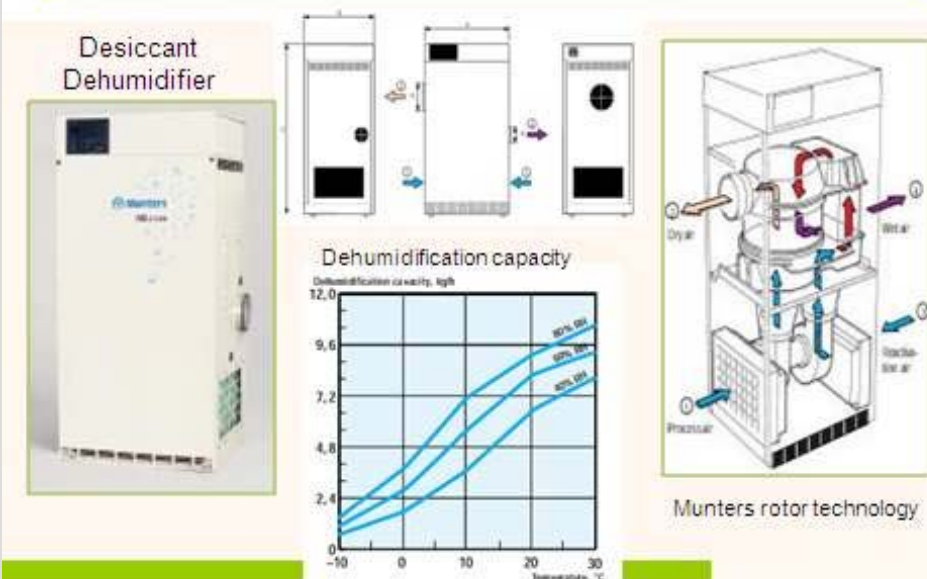 Desiccant
Dehumidifier
Munters
Dehumidification capacity
Dehumidification capacity, kg/h
12,0
9,6
7,2
4,8
2,4
0
-10
0
10
20
30
Temperature, °C
80% RH
60% RH
40% RH
Dry air
Wet air
Process air
Munters rotor technology